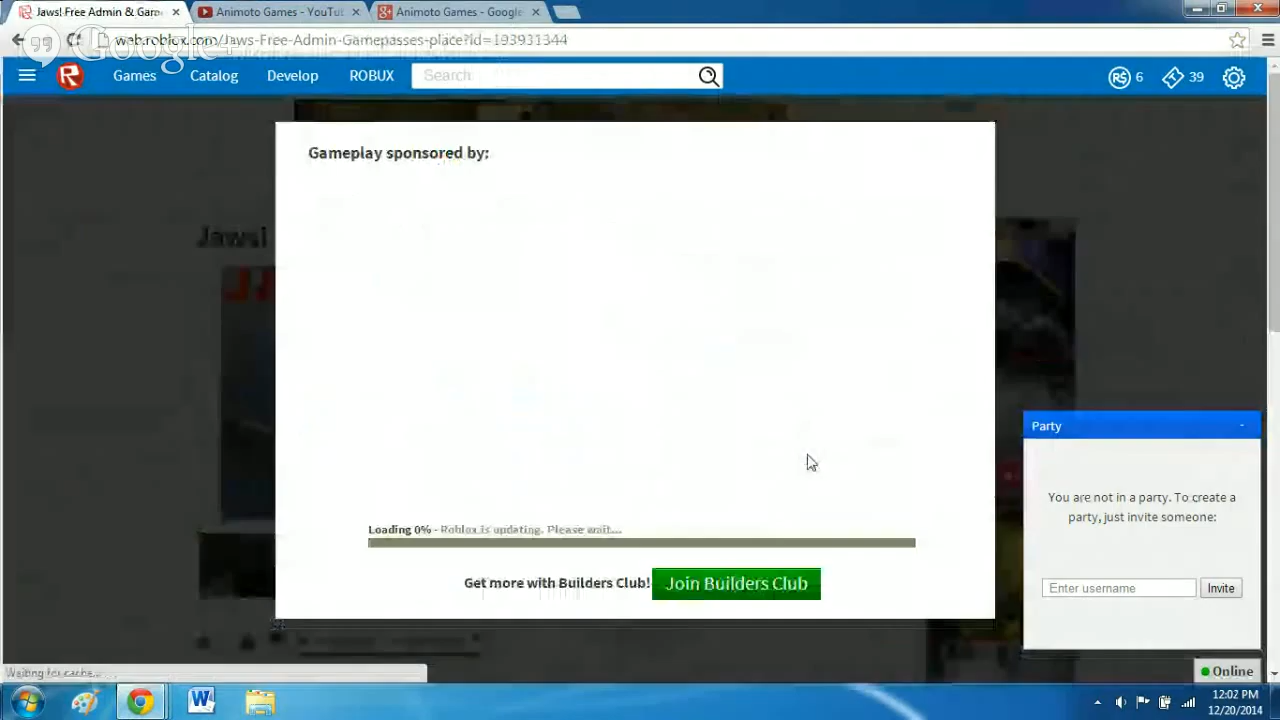 Jaws! Free Admin & Gam
Animoto Games - YouTu
Animoto Games - Google
Google+
web.roblox.com/Jaws-Free-Admin-Gamepasses-place?id=193931344
Games
Catalog
Develop
ROBUX
Search
R$ 6
39
Gameplay sponsored by:
Jaws!
Party
You are not in a party. To create a
party, just invite someone:
Loading 0% - Roblox is updating. Please wait...
Get more with Builders Club!
Join Builders Club
Enter username
Invite
Waiting for cache...
Online
12:02 PM
12/20/2014